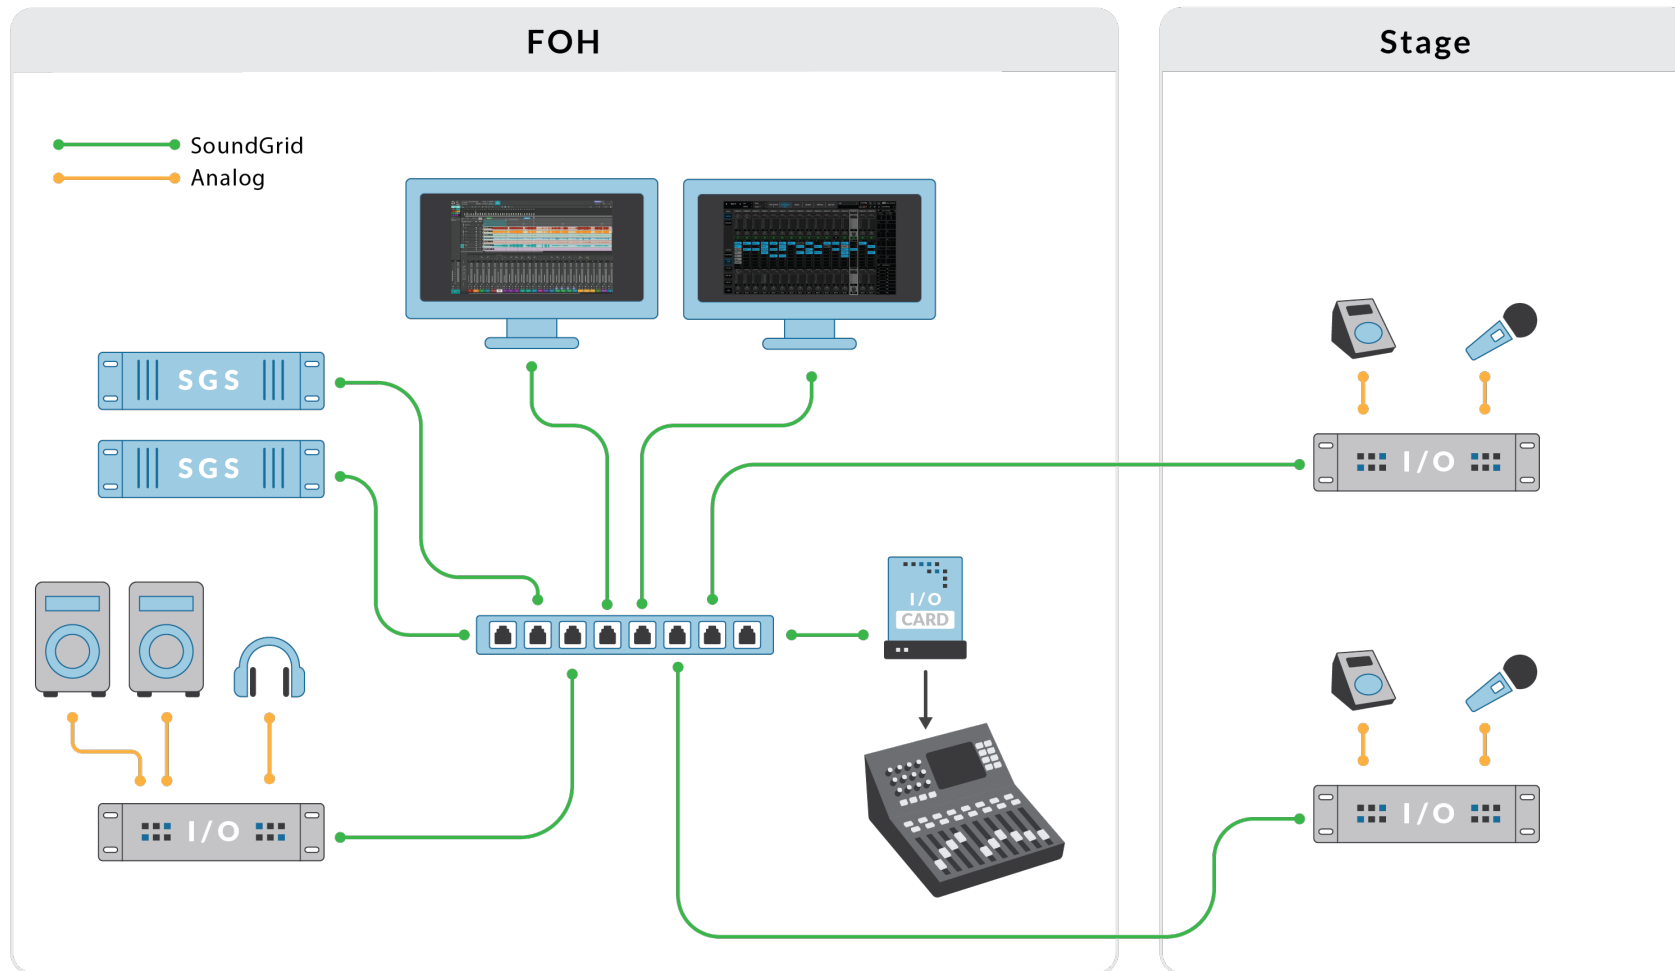 FOH
Stage
SoundGrid
Analog
SGS
SGS
I/O
CARD
I/O
I/O
I/O